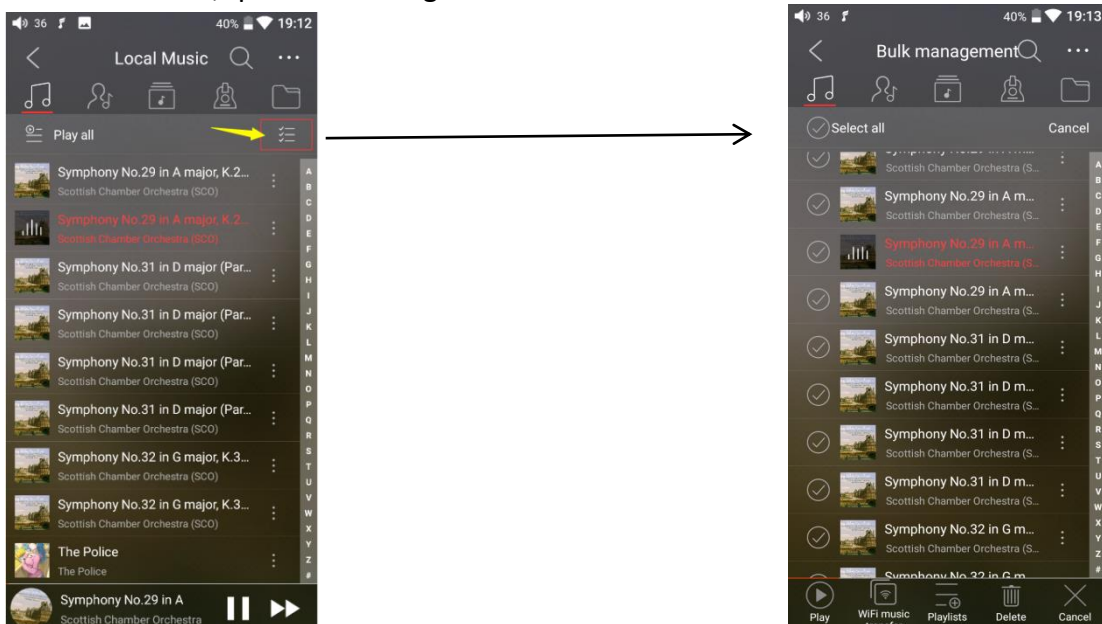 36 40% 19:12
Local Music
Play all
Symphony No.29 in A major, K.2...
Scottish Chamber Orchestra (SCO)
Symphony No.29 in A major, K.2...
Scottish Chamber Orchestra (SCO)
Symphony No.31 in D major (Par...
Scottish Chamber Orchestra (SCO)
Symphony No.31 in D major (Par...
Scottish Chamber Orchestra (SCO)
Symphony No.31 in D major (Par...
Scottish Chamber Orchestra (SCO)
Symphony No.31 in D major (Par...
Scottish Chamber Orchestra (SCO)
Symphony No.32 in G major, K.3...
Scottish Chamber Orchestra (SCO)
Symphony No.32 in G major, K.3...
Scottish Chamber Orchestra (SCO)
The Police
The Police
A
B
C
D
E
F
G
H
I
J
K
L
M
N
O
P
Q
R
S
T
U
V
W
X
Y
Z
#
Symphony No.29 in A
Scottish Chamber Orchestra
36 40% 19:13
Bulk management
Select all Cancel
Scottish Chamber Orchestra (S...
Symphony No.29 in A m...
Scottish Chamber Orchestra (S...
Symphony No.29 in A m...
Scottish Chamber Orchestra (S...
Symphony No.29 in A m...
Scottish Chamber Orchestra (S...
Symphony No.31 in D m...
Scottish Chamber Orchestra (S...
Symphony No.31 in D m...
Scottish Chamber Orchestra (S...
Symphony No.31 in D m...
Scottish Chamber Orchestra (S...
Symphony No.31 in D m...
Scottish Chamber Orchestra (S...
Symphony No.32 in G m...
Scottish Chamber Orchestra (S...
Symphony No.32 in G m...
A
B
C
D
E
F
G
H
I
J
K
L
M
N
O
P
Q
R
S
T
U
V
W
X
Y
Z
#
Play WiFi music Playlists Delete Cancel